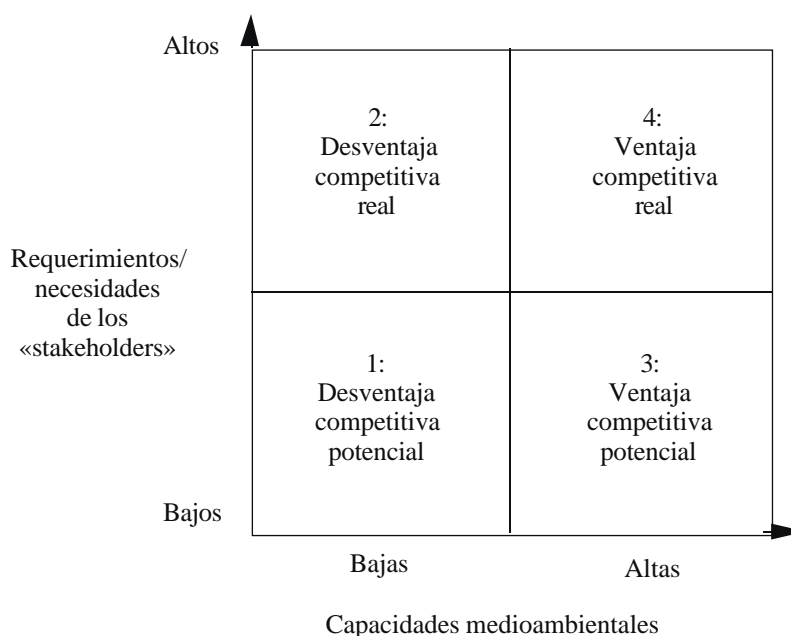 Altos
2:
Desventaja
competitiva
real
4:
Ventaja
competitiva
real
Requerimientos/
necesidades
de los
«stakeholders»
1:
Desventaja
competitiva
potencial
3:
Ventaja
competitiva
potencial
Bajos
Bajas
Altas
Capacidades medioambientales